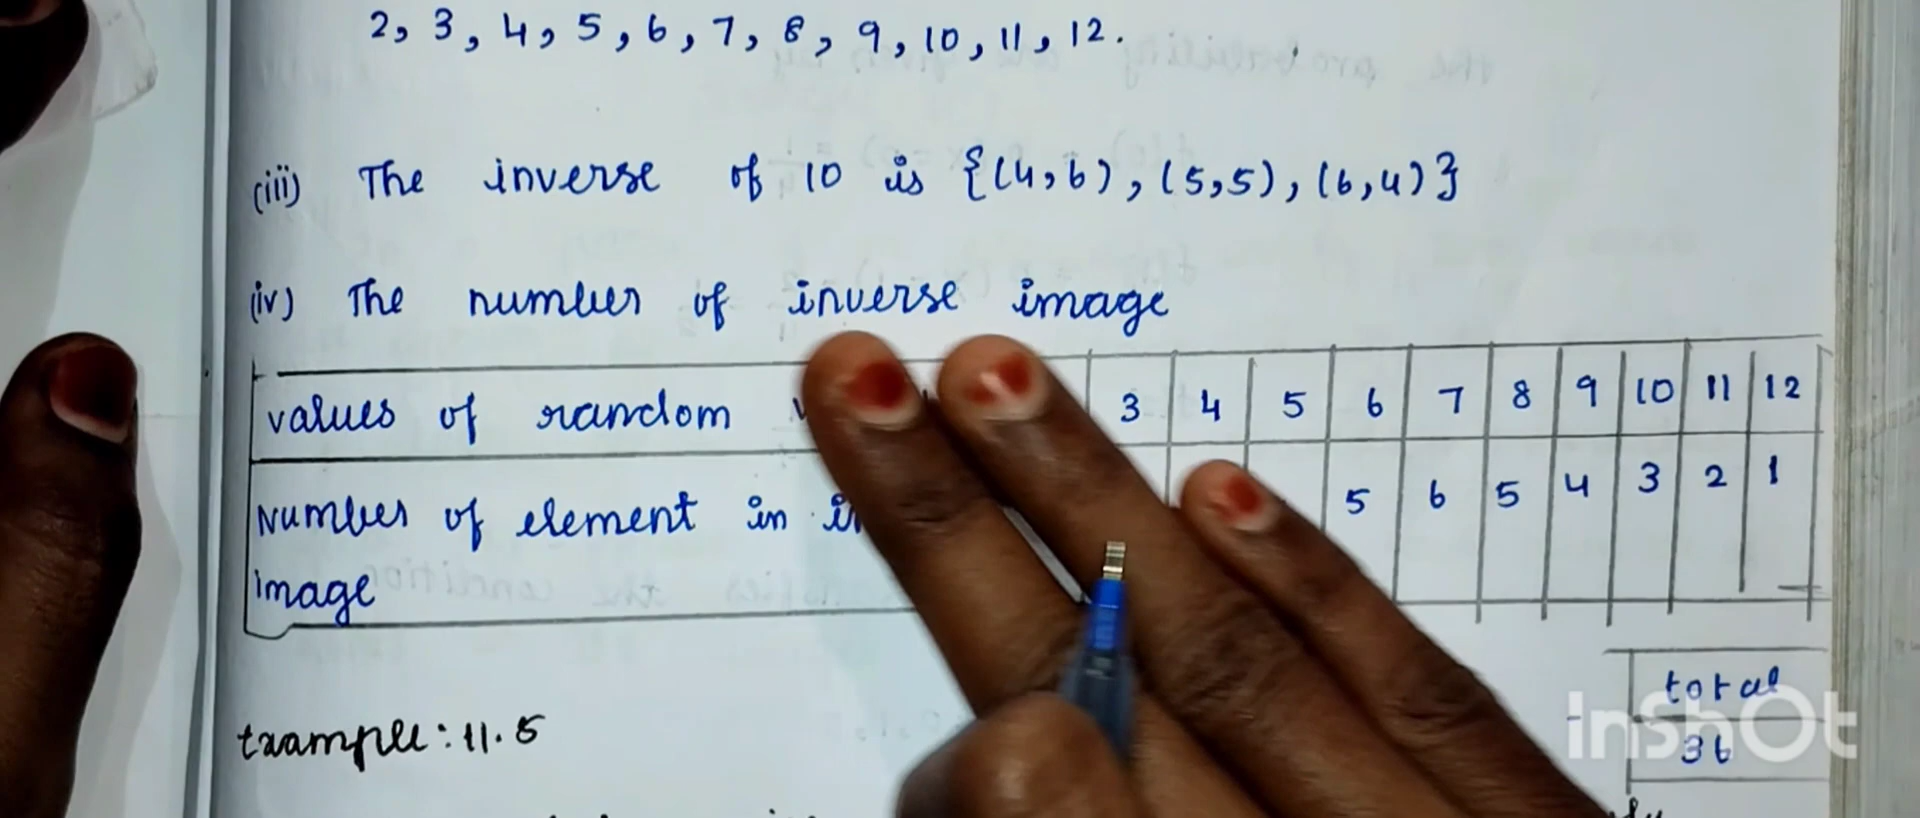 2, 3, 4, 5, 6, 7, 8, 9, 10, 11, 12.
(iii) The inverse of 10 is {(4,6), (5,5), (6,4)}
(iv) The number of inverse image
values of random 3 4 5 6 7 8 9 10 11 12
Number of element in 5 6 5 4 3 2 1
image
total
36
Example: 11.5
InShOt